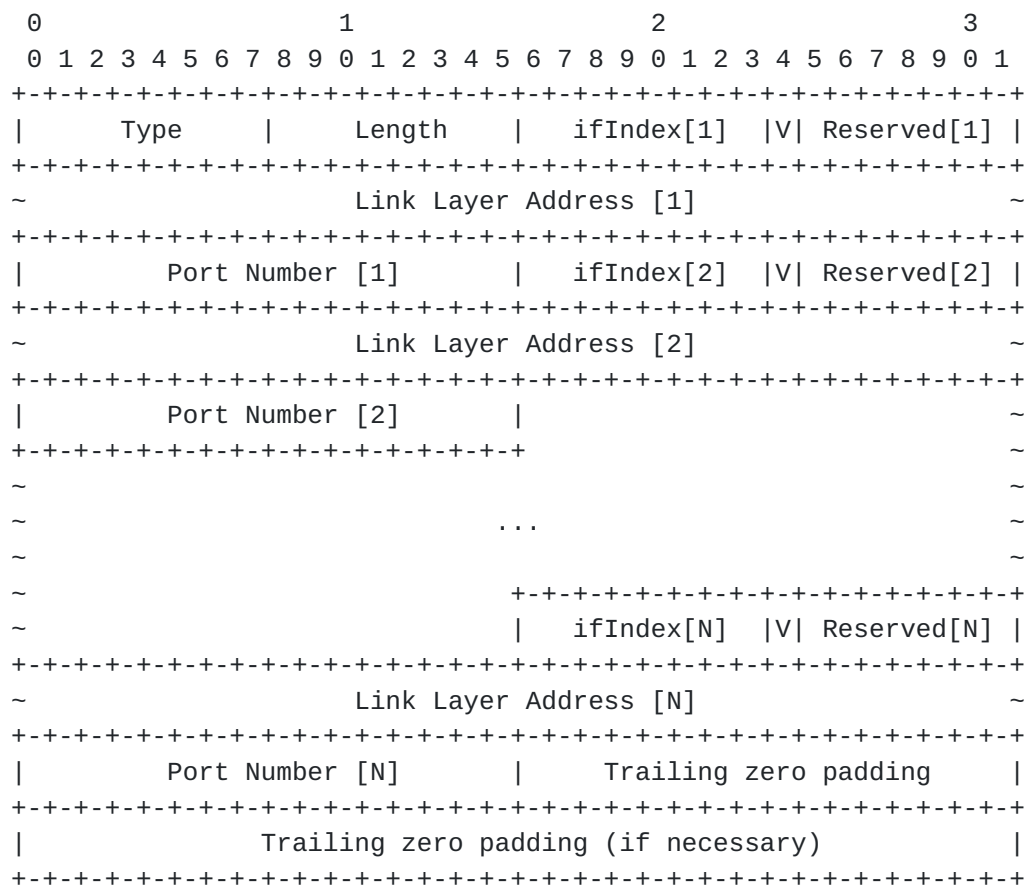 0                   1                   2                   3
 0 1 2 3 4 5 6 7 8 9 0 1 2 3 4 5 6 7 8 9 0 1 2 3 4 5 6 7 8 9 0 1
+-+-+-+-+-+-+-+-+-+-+-+-+-+-+-+-+-+-+-+-+-+-+-+-+-+-+-+-+-+-+-+-+
|      Type     |     Length    |   ifIndex[1]  |V| Reserved[1] |
+-+-+-+-+-+-+-+-+-+-+-+-+-+-+-+-+-+-+-+-+-+-+-+-+-+-+-+-+-+-+-+-+
~                     Link Layer Address [1]                    ~
+-+-+-+-+-+-+-+-+-+-+-+-+-+-+-+-+-+-+-+-+-+-+-+-+-+-+-+-+-+-+-+-+
|         Port Number [1]       |   ifIndex[2]  |V| Reserved[2] |
+-+-+-+-+-+-+-+-+-+-+-+-+-+-+-+-+-+-+-+-+-+-+-+-+-+-+-+-+-+-+-+-+
~                     Link Layer Address [2]                    ~
+-+-+-+-+-+-+-+-+-+-+-+-+-+-+-+-+-+-+-+-+-+-+-+-+-+-+-+-+-+-+-+-+
|         Port Number [2]       |                               ~
+-+-+-+-+-+-+-+-+-+-+-+-+-+-+-+-+                               ~
~                                                               ~
~                              ...                              ~
~                                                               ~
~                               +-+-+-+-+-+-+-+-+-+-+-+-+-+-+-+-+
~                               |   ifIndex[N]  |V| Reserved[N] |
+-+-+-+-+-+-+-+-+-+-+-+-+-+-+-+-+-+-+-+-+-+-+-+-+-+-+-+-+-+-+-+-+
~                     Link Layer Address [N]                    ~
+-+-+-+-+-+-+-+-+-+-+-+-+-+-+-+-+-+-+-+-+-+-+-+-+-+-+-+-+-+-+-+-+
|         Port Number [N]       |     Trailing zero padding     |
+-+-+-+-+-+-+-+-+-+-+-+-+-+-+-+-+-+-+-+-+-+-+-+-+-+-+-+-+-+-+-+-+
|               Trailing zero padding (if necessary)            |
+-+-+-+-+-+-+-+-+-+-+-+-+-+-+-+-+-+-+-+-+-+-+-+-+-+-+-+-+-+-+-+-+